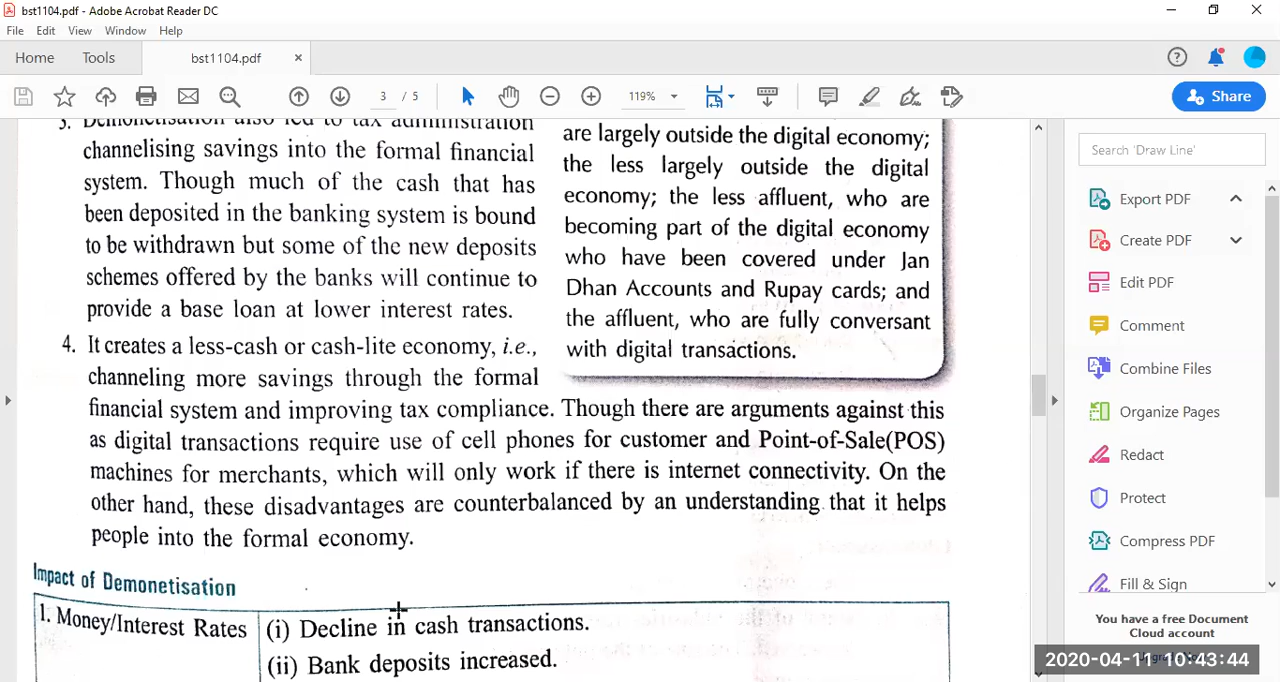 bst1104.pdf - Adobe Acrobat Reader DC
File Edit View Window Help
Home Tools bst1104.pdf ×
3 / 5 119% Share
3. Demonetisation also led to tax administration
channelising savings into the formal financial
system. Though much of the cash that has
been deposited in the banking system is bound
to be withdrawn but some of the new deposits
schemes offered by the banks will continue to
provide a base loan at lower interest rates.
4. It creates a less-cash or cash-lite economy, i.e.,
channeling more savings through the formal
financial system and improving tax compliance. Though there are arguments against this
as digital transactions require use of cell phones for customer and Point-of-Sale(POS)
machines for merchants, which will only work if there is internet connectivity. On the
other hand, these disadvantages are counterbalanced by an understanding that it helps
people into the formal economy.
are largely outside the digital economy;
the less largely outside the digital
economy; the less affluent, who are
becoming part of the digital economy
who have been covered under Jan
Dhan Accounts and Rupay cards; and
the affluent, who are fully conversant
with digital transactions.
Impact of Demonetisation
1. Money/Interest Rates
(i) Decline in cash transactions.
(ii) Bank deposits increased.
Search 'Draw Line'
Export PDF
Create PDF
Edit PDF
Comment
Combine Files
Organize Pages
Redact
Protect
Compress PDF
Fill & Sign
You have a free Document
Cloud account
2020-04-11 10:43:44